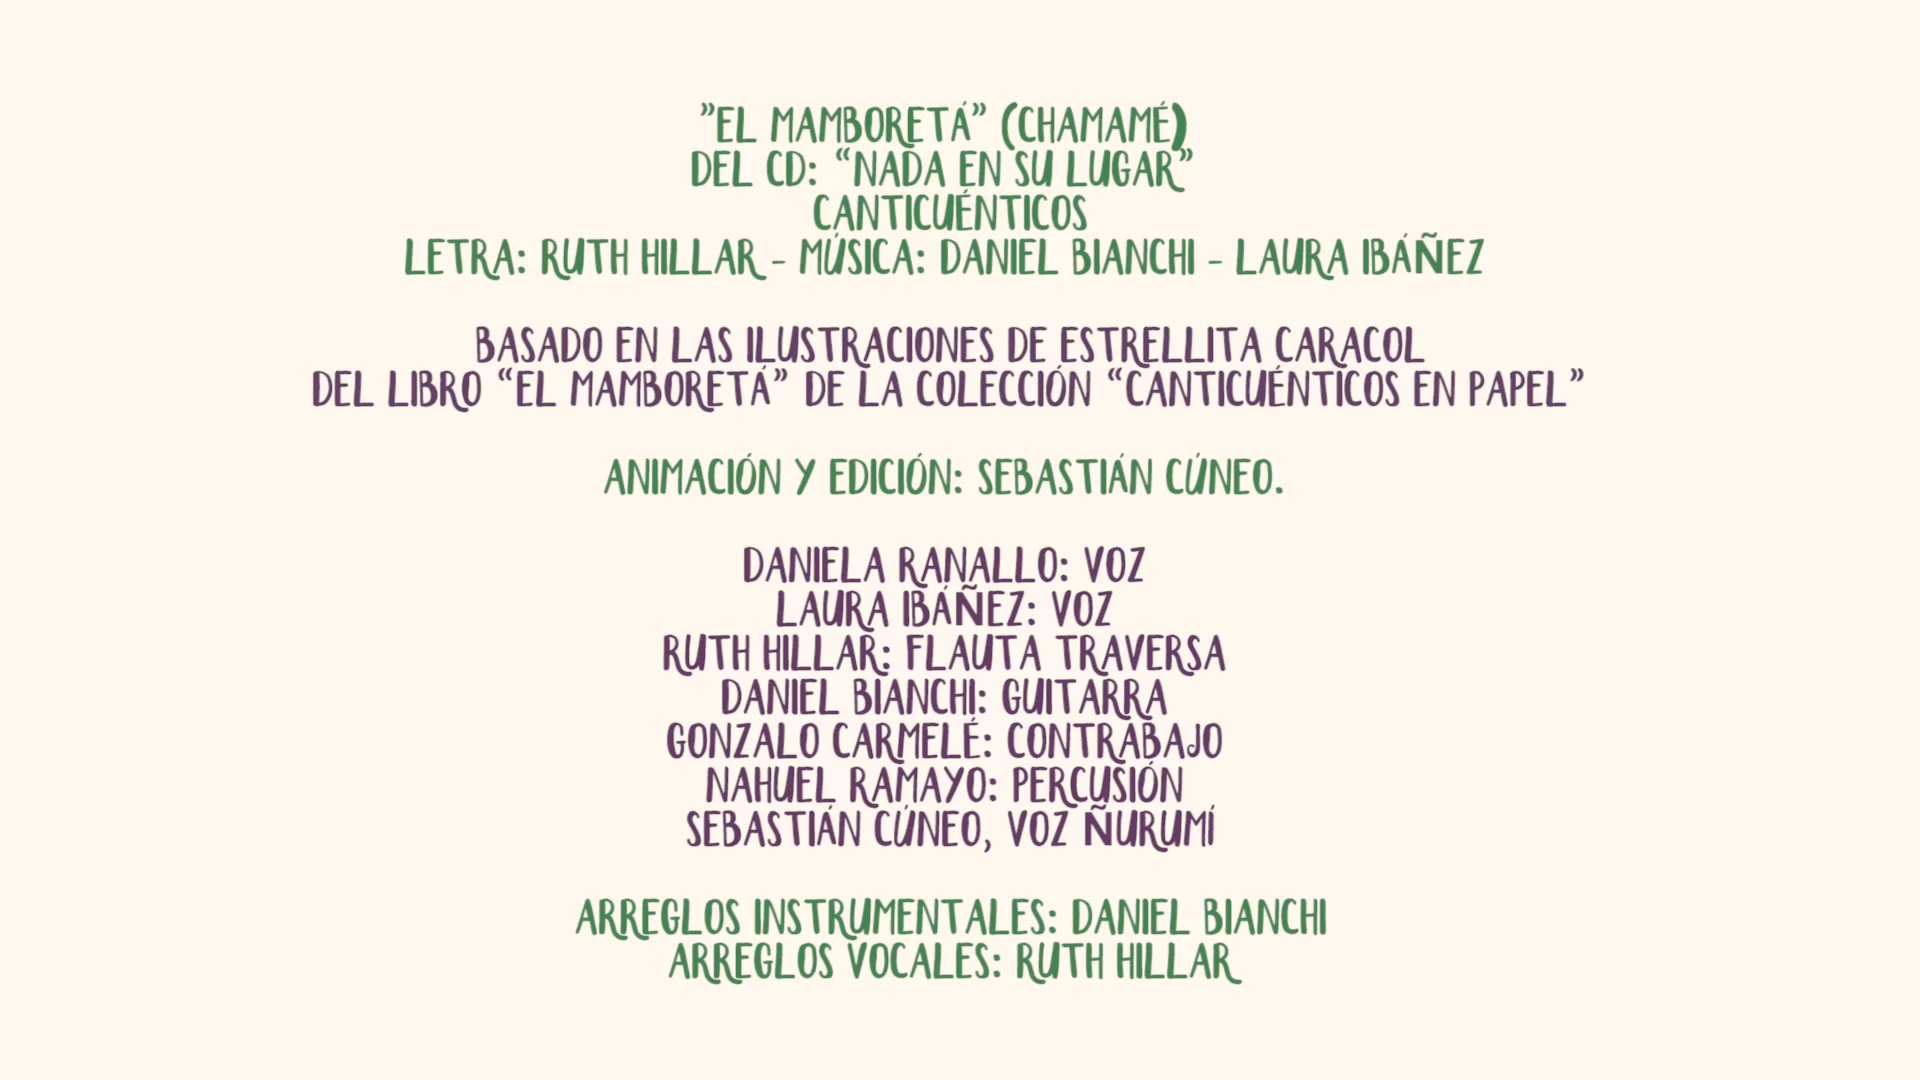 ”EL MAMBORETÁ” (CHAMAMÉ)
DEL CD: “NADA EN SU LUGAR”
CANTICUÉNTICOS
LETRA: RUTH HILLAR - MÚSICA: DANIEL BIANCHI - LAURA IBÁÑEZ
BASADO EN LAS ILUSTRACIONES DE ESTRELLITA CARACOL
DEL LIBRO “EL MAMBORETÁ” DE LA COLECCIÓN “CANTICUÉNTICOS EN PAPEL”
ANIMACIÓN Y EDICIÓN: SEBASTIÁN CÚNEO.
DANIELA RANALLO: VOZ
LAURA IBÁÑEZ: VOZ
RUTH HILLAR: FLAUTA TRAVERSA
DANIEL BIANCHI: GUITARRA
GONZALO CARMELÉ: CONTRABAJO
NAHUEL RAMAYO: PERCUSIÓN
SEBASTIÁN CÚNEO, VOZ ÑURUMÍ
ARREGLOS INSTRUMENTALES: DANIEL BIANCHI
ARREGLOS VOCALES: RUTH HILLAR